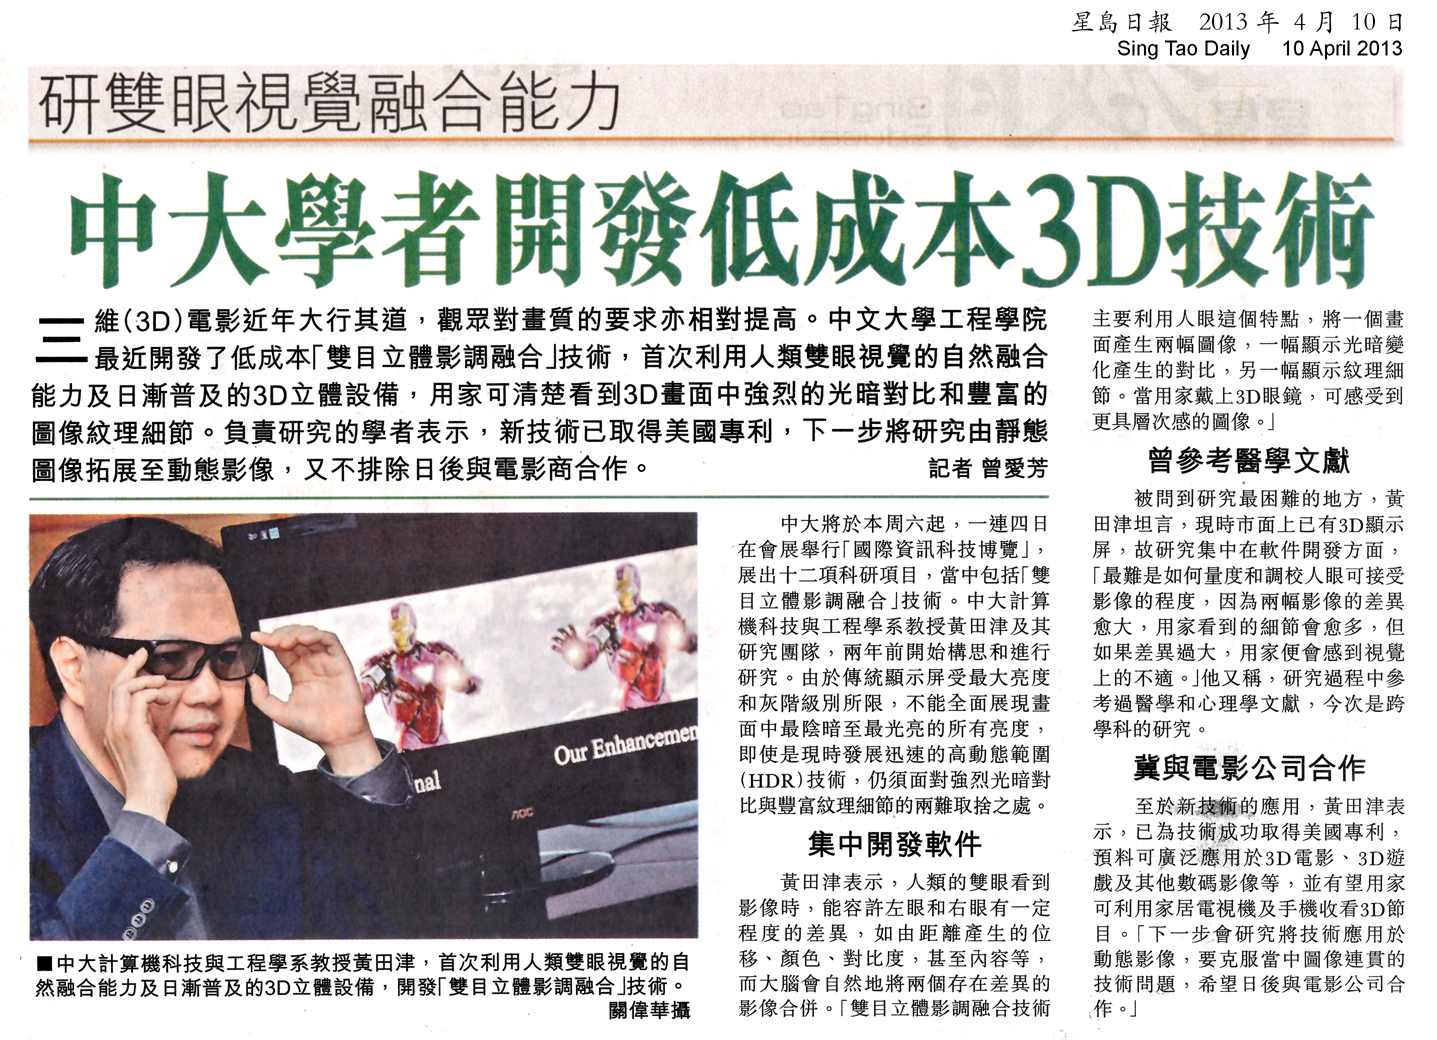 星島日報 2013 年 4 月 10 日
Sing Tao Daily 10 April 2013
研雙眼視覺融合能力
中大學者開發低成本3D技術
三維(3D)電影近年大行其道，觀眾對畫質的要求亦相對提高。中文大學工程學院
最近開發了低成本「雙目立體影調融合」技術，首次利用人類雙眼視覺的自然融合
能力及日漸普及的3D立體設備，用家可清楚看到3D畫面中強烈的光暗對比和豐富的
圖像紋理細節。負責研究的學者表示，新技術已取得美國專利，下一步將研究由靜態
圖像拓展至動態影像，又不排除日後與電影商合作。 記者 曾愛芳
nal
Our Enhancemen
AOC
■中大計算機科技與工程學系教授黃田津，首次利用人類雙眼視覺的自
然融合能力及日漸普及的3D立體設備，開發「雙目立體影調融合」技術。
關偉華攝
中大將於本周六起，一連四日
在會展舉行「國際資訊科技博覽」，
展出十二項科研項目，當中包括「雙
目立體影調融合」技術。中大計算
機科技與工程學系教授黃田津及其
研究團隊，兩年前開始構思和進行
研究。由於傳統顯示屏受最大亮度
和灰階級別所限，不能全面展現畫
面中最陰暗至最光亮的所有亮度，
即使是現時發展迅速的高動態範圍
(HDR)技術，仍須面對強烈光暗對
比與豐富紋理細節的兩難取捨之處。
集中開發軟件
黃田津表示，人類的雙眼看到
影像時，能容許左眼和右眼有一定
程度的差異，如由距離產生的位
移、顏色、對比度，甚至內容等，
而大腦會自然地將兩個存在差異的
影像合併。「雙目立體影調融合技術
主要利用人眼這個特點，將一個畫
面產生兩幅圖像，一幅顯示光暗變
化產生的對比，另一幅顯示紋理細
節。當用家戴上3D眼鏡，可感受到
更具層次感的圖像。」
曾參考醫學文獻
被問到研究最困難的地方，黃
田津坦言，現時市面上已有3D顯示
屏，故研究集中在軟件開發方面，
「最難是如何量度和調校人眼可接受
影像的程度，因為兩幅影像的差異
愈大，用家看到的細節會愈多，但
如果差異過大，用家便會感到視覺
上的不適。」他又稱，研究過程中參
考過醫學和心理學文獻，今次是跨
學科的研究。
冀與電影公司合作
至於新技術的應用，黃田津表
示，已為技術成功取得美國專利，
預料可廣泛應用於3D電影、3D遊
戲及其他數碼影像等，並有望用家
可利用家居電視機及手機收看3D節
目。「下一步會研究將技術應用於
動態影像，要克服當中圖像連貫的
技術問題，希望日後與電影公司合
作。」